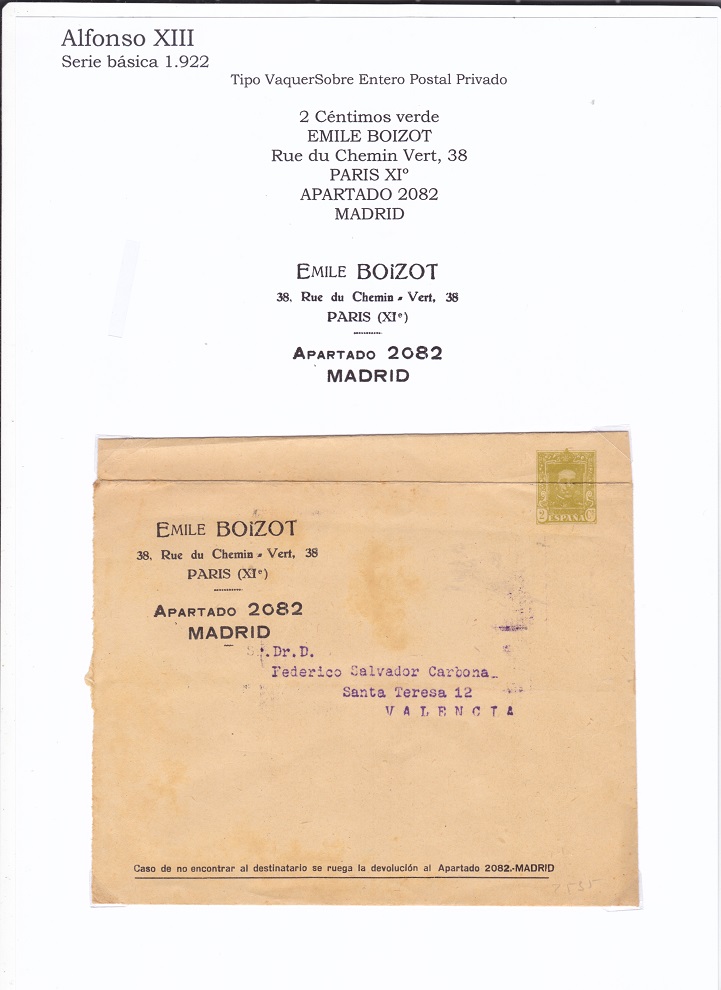 Alfonso XIII
Serie básica 1.922
Tipo VaquerSobre Entero Postal Privado
2 Céntimos verde
EMILE BOIZOT
Rue du Chemin Vert, 38
PARIS XIº
APARTADO 2082
MADRID
EMILE BOIZOT
38, Rue du Chemin - Vert, 38
PARIS (XIe)
APARTADO 2082
MADRID
2 ESPAÑA Cs
EMILE BOIZOT
38, Rue du Chemin - Vert, 38
PARIS (XIe)
APARTADO 2082
MADRID
S.Dr.D.
Federico Salvador Carbona
Santa Teresa 12
VALENCIA
Caso de no encontrar al destinatario se ruega la devolución al Apartado 2082.-MADRID